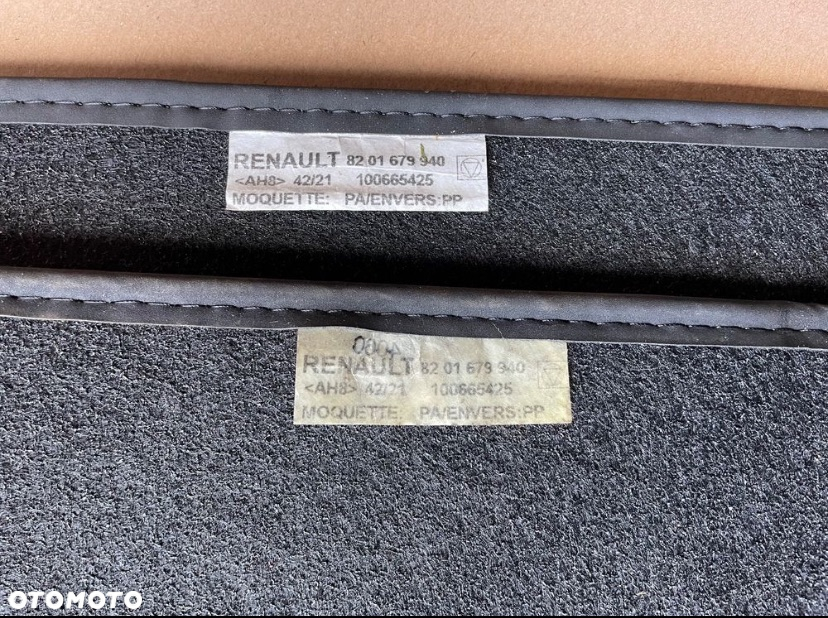 RENAULT 82 01 679 940
<AH8> 42/21 100665425
MOQUETTE: PA/ENVERS:PP
000
RENAULT 82 01 679 940
<AH8> 42/21 100665425
MOQUETTE: PA/ENVERS:PP
OTOMOTO